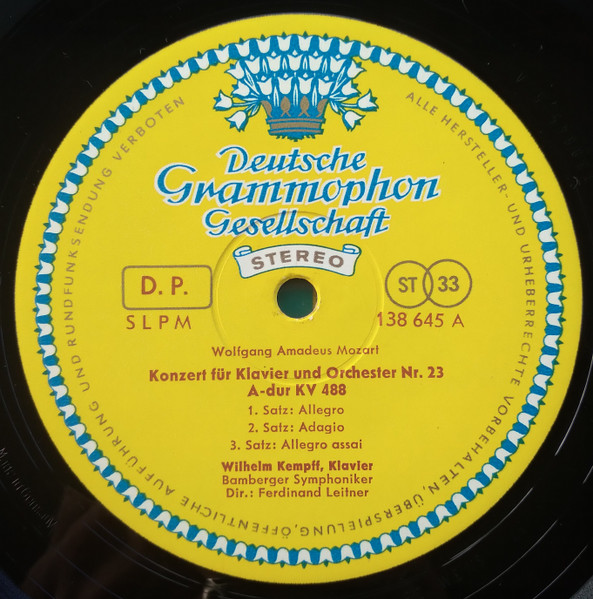 Deutsche
Grammophon
Gesellschaft
STEREO
D. P.
ST 33
SLPM
138 645 A
Wolfgang Amadeus Mozart
Konzert für Klavier und Orchester Nr. 23
A-dur KV 488
1. Satz: Allegro
2. Satz: Adagio
3. Satz: Allegro assai
Wilhelm Kempff, Klavier
Bamberger Symphoniker
Dir.: Ferdinand Leitner
ALLE HERSTELLER- UND URHEBERRECHTE VORBEHALTEN, ÜBERSPIELUNG, ÖFFENTLICHE AUFFÜHRUNG UND RUNDFUNKSENDUNG VERBOTEN